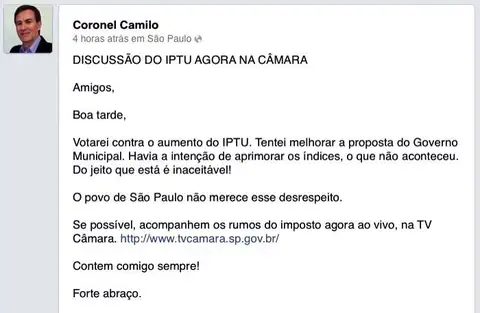 Coronel Camilo
4 horas atrás em São Paulo
DISCUSSÃO DO IPTU AGORA NA CÂMARA
Amigos,
Boa tarde,
Votarei contra o aumento do IPTU. Tentei melhorar a proposta do Governo
Municipal. Havia a intenção de aprimorar os índices, o que não aconteceu.
Do jeito que está é inaceitável!
O povo de São Paulo não merece esse desrespeito.
Se possível, acompanhem os rumos do imposto agora ao vivo, na TV
Câmara. http://www.tvcamara.sp.gov.br/
Contem comigo sempre!
Forte abraço.